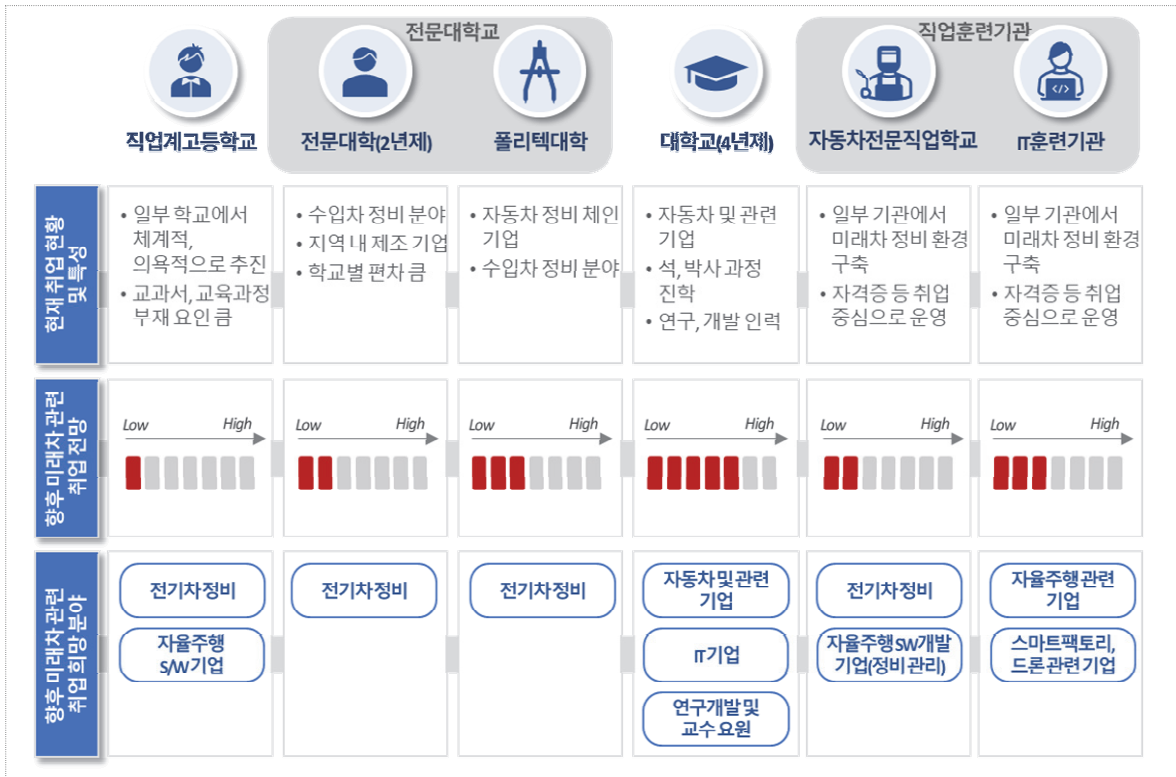 전문대학교
직업훈련기관
직업계고등학교
전문대학(2년제)
폴리텍대학
대학교(4년제)
자동차전문직업학교
IT훈련기관
</>
현재 취업 현황
및 특성
• 일부 학교에서
체계적,
의욕적으로 추진
• 교과서, 교육과정
부재 요인 큼
• 수입차 정비 분야
• 지역 내 제조 기업
• 학교별 편차 큼
• 자동차 정비 체인
기업
• 수입차 정비 분야
• 자동차 및 관련
기업
• 석, 박사 과정
진학
• 연구, 개발 인력
• 일부 기관에서
미래차 정비 환경
구축
• 자격증 등 취업
중심으로 운영
• 일부 기관에서
미래차 정비 환경
구축
• 자격증 등 취업
중심으로 운영
향후 미래차 관련
취업 전망
Low High
Low High
Low High
Low High
Low High
Low High
향후 미래차 관련
취업 희망 분야
전기차 정비
자율주행
S/W 기업
전기차 정비
전기차 정비
자동차 및 관련
기업
IT 기업
연구개발 및
교수 요원
전기차 정비
자율주행 SW개발
기업(정비 관리)
자율주행 관련
기업
스마트팩토리,
드론 관련 기업